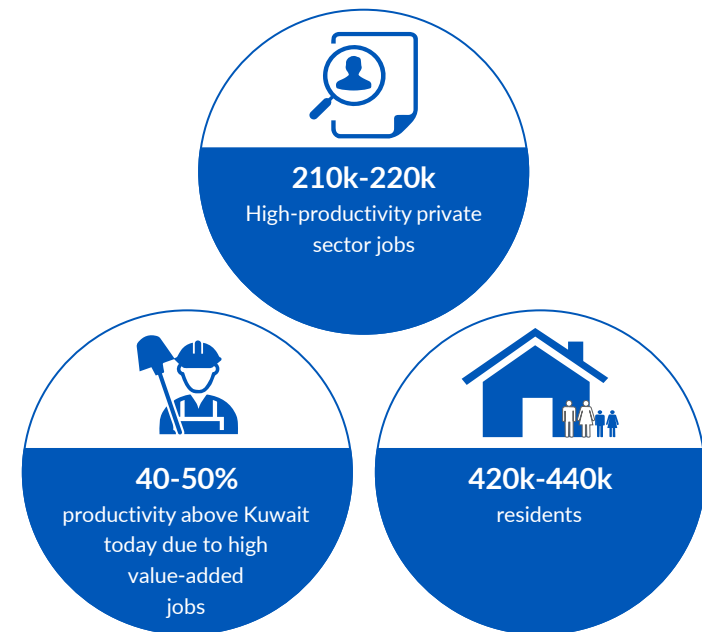 210k-220k
High-productivity private
sector jobs
40-50%
productivity above Kuwait
today due to high
value-added
jobs
420k-440k
residents